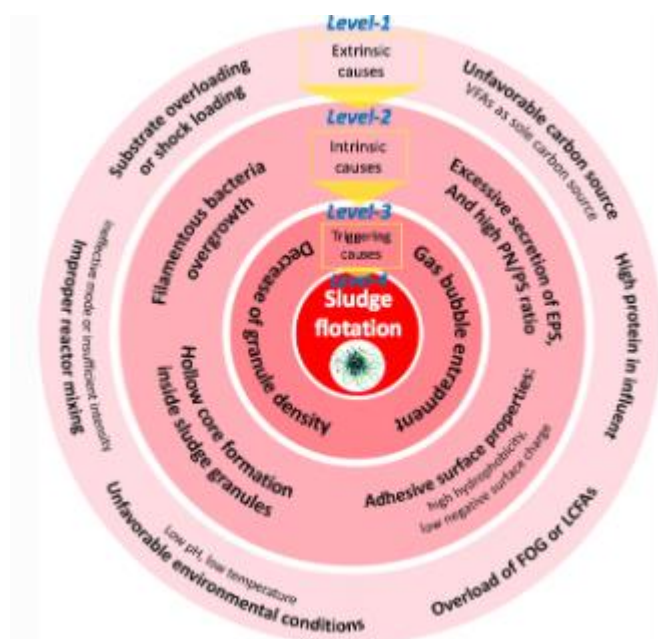 Level-1
Extrinsic
causes
Substrate overloading
or shock loading
Unfavorable carbon source
VFAs as sole carbon source
High protein in influent
Overload of FOG or LCFAs
Unfavorable environmental conditions
Low pH, low temperature
Improper reactor mixing
Ineffective mode or insufficient intensity
Level-2
Intrinsic
causes
Filamentous bacteria
overgrowth
Excessive secretion of EPS,
And high PN/PS ratio
Adhesive surface properties:
high hydrophobicity,
low negative surface charge
Hollow core formation
inside sludge granules
Level-3
Triggering
causes
Decrease of granule density
Gas bubble entrapment
Level-4
Sludge
flotation